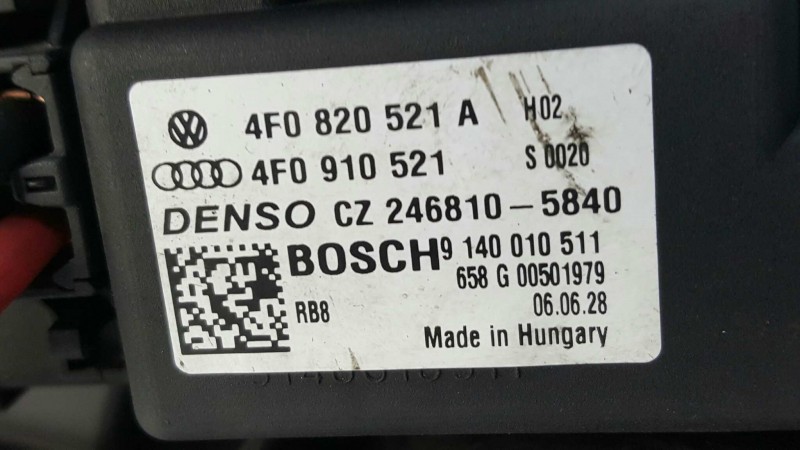 4F0 820 521 A H02
4F0 910 521 S 0020
DENSO CZ 246810-5840
BOSCH 9 140 010 511
658 G 00501979
RB8 06.06.28
Made in Hungary